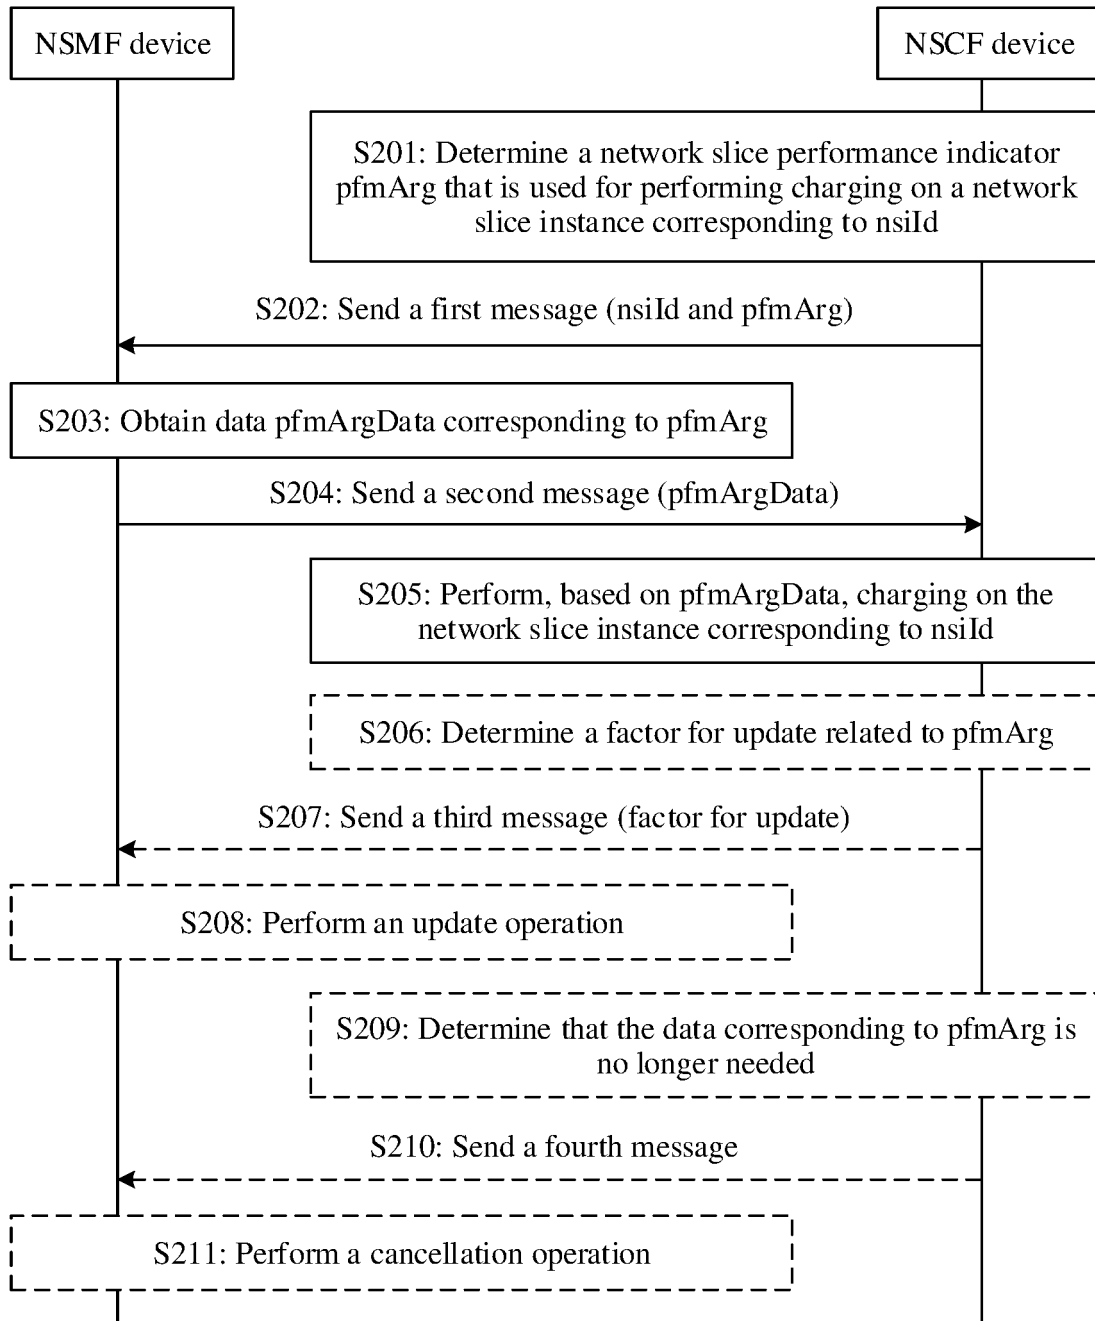 NSMF device
NSCF device
S201: Determine a network slice performance indicator
pfmArg that is used for performing charging on a network
slice instance corresponding to nsiId
S202: Send a first message (nsiId and pfmArg)
S203: Obtain data pfmArgData corresponding to pfmArg
S204: Send a second message (pfmArgData)
S205: Perform, based on pfmArgData, charging on the
network slice instance corresponding to nsiId
S206: Determine a factor for update related to pfmArg
S207: Send a third message (factor for update)
S208: Perform an update operation
S209: Determine that the data corresponding to pfmArg is
no longer needed
S210: Send a fourth message
S211: Perform a cancellation operation